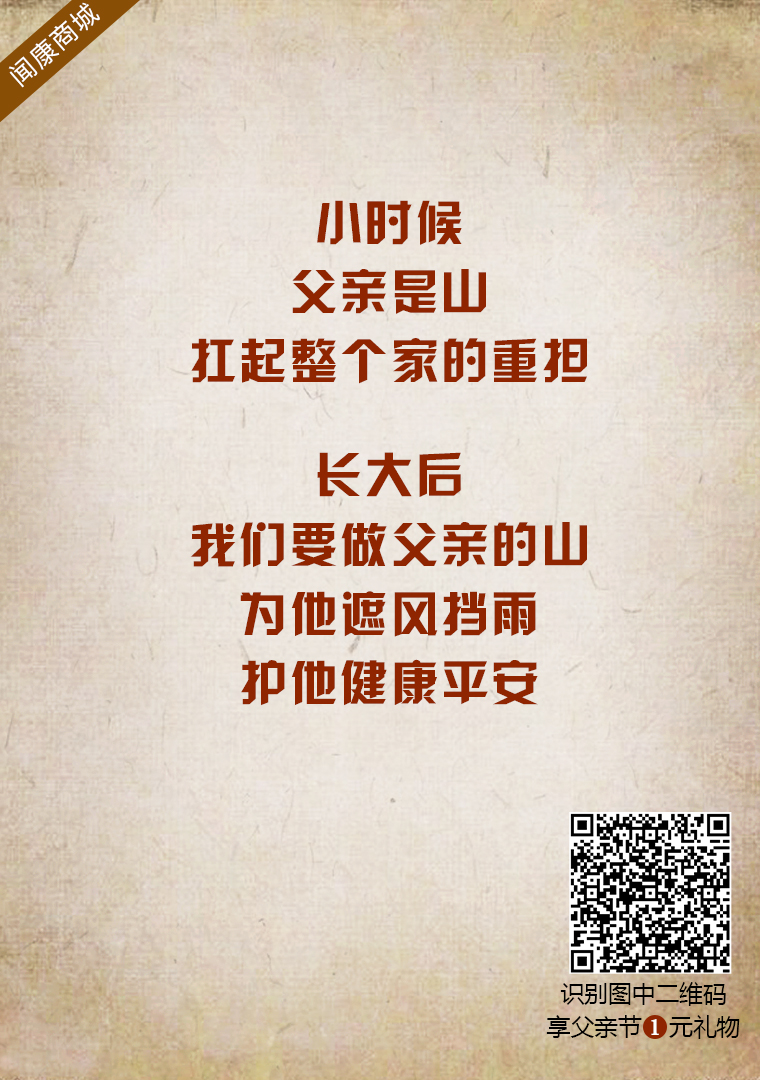 闻康商城
小时候
父亲是山
扛起整个家的重担
长大后
我们要做父亲的山
为他遮风挡雨
护他健康平安
识别图中二维码
享父亲节1元礼物